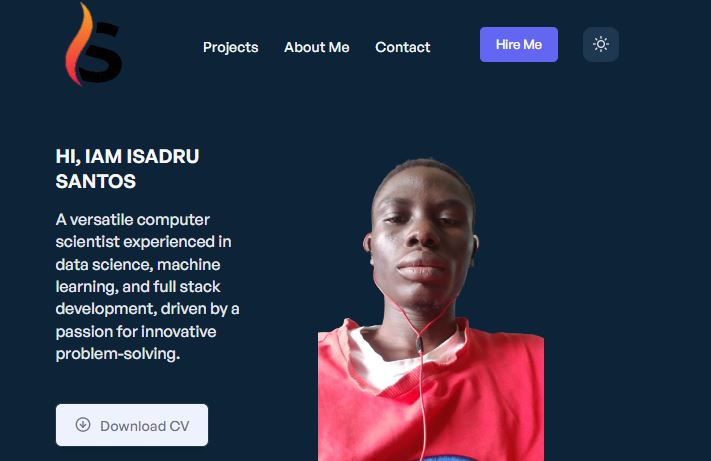 S
Projects About Me Contact Hire Me
HI, IAM ISADRU
SANTOS
A versatile computer
scientist experienced in
data science, machine
learning, and full stack
development, driven by a
passion for innovative
problem-solving.
Download CV